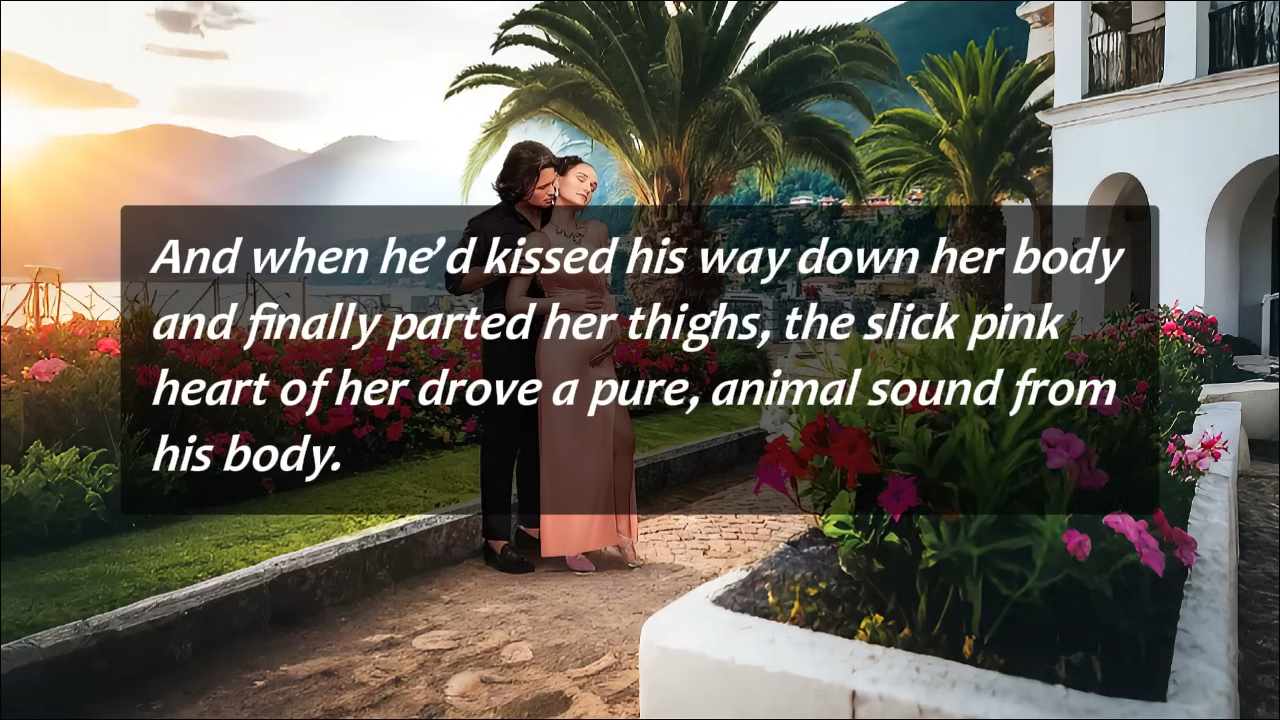 And when he’d kissed his way down her body
and finally parted her thighs, the slick pink
heart of her drove a pure, animal sound from
his body.